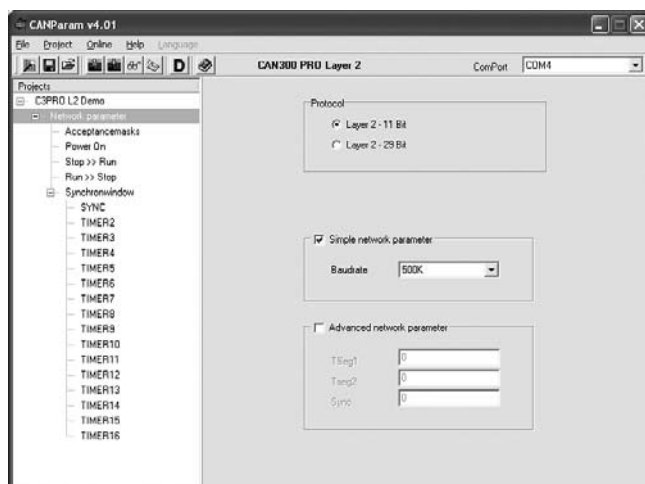 CANParam v4.01
File Project Online Help Language
D CAN300 PRO Layer 2 ComPort COM4
Projects
C3PRO L2 Demo
Network parameter
Acceptancemasks
Power On
Stop >> Run
Run >> Stop
Synchronwindow
SYNC
TIMER2
TIMER3
TIMER4
TIMER5
TIMER6
TIMER7
TIMER8
TIMER9
TIMER10
TIMER11
TIMER12
TIMER13
TIMER14
TIMER15
TIMER16
Protocol
Layer 2 - 11 Bit
Layer 2 - 29 Bit
Simple network parameter
Baudrate 500K
Advanced network parameter
TSeg1 0
Tseg2 0
Sync 0